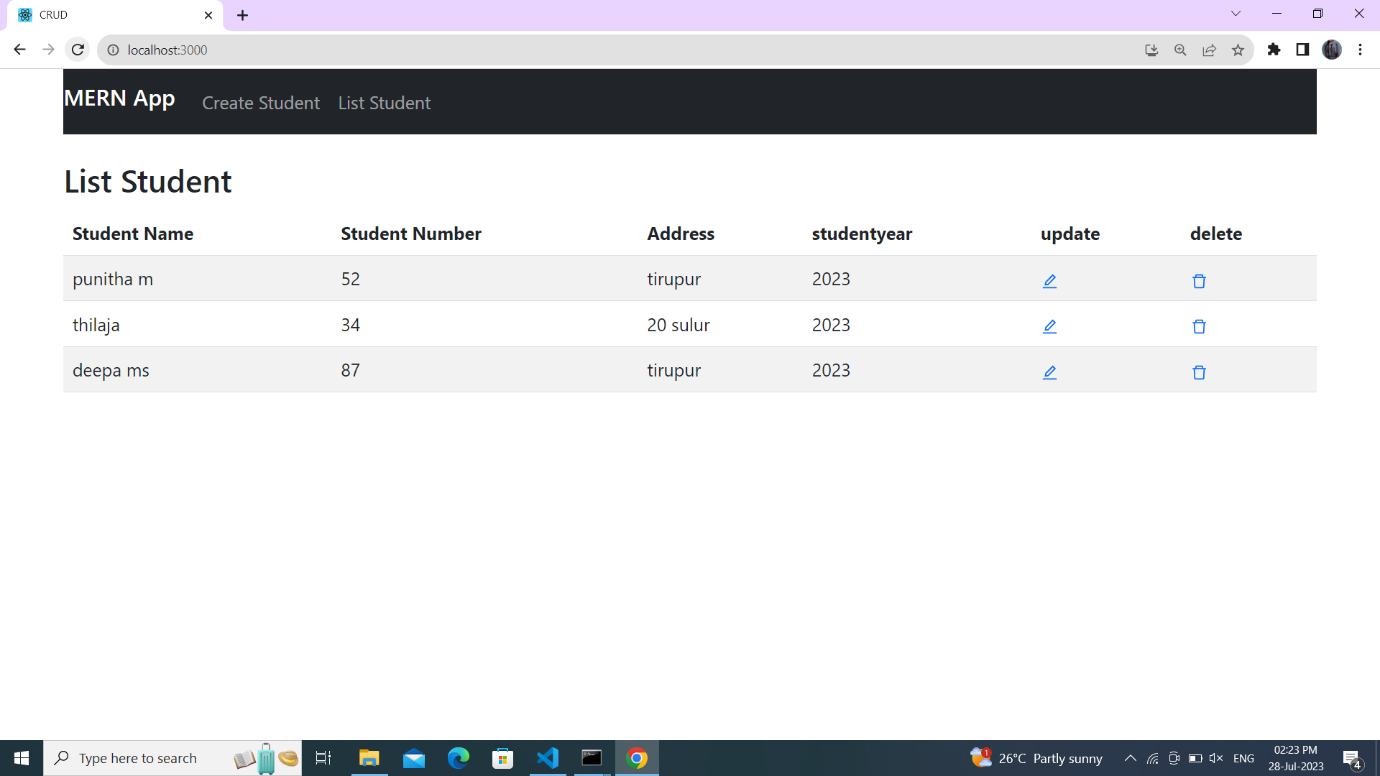 CRUD
localhost:3000
MERN App Create Student List Student
List Student
Student Name Student Number Address studentyear update delete
punitha m 52 tirupur 2023
thilaja 34 20 sulur 2023
deepa ms 87 tirupur 2023
Type here to search
1
26°C Partly sunny
ENG
02:23 PM
28-Jul-2023
4